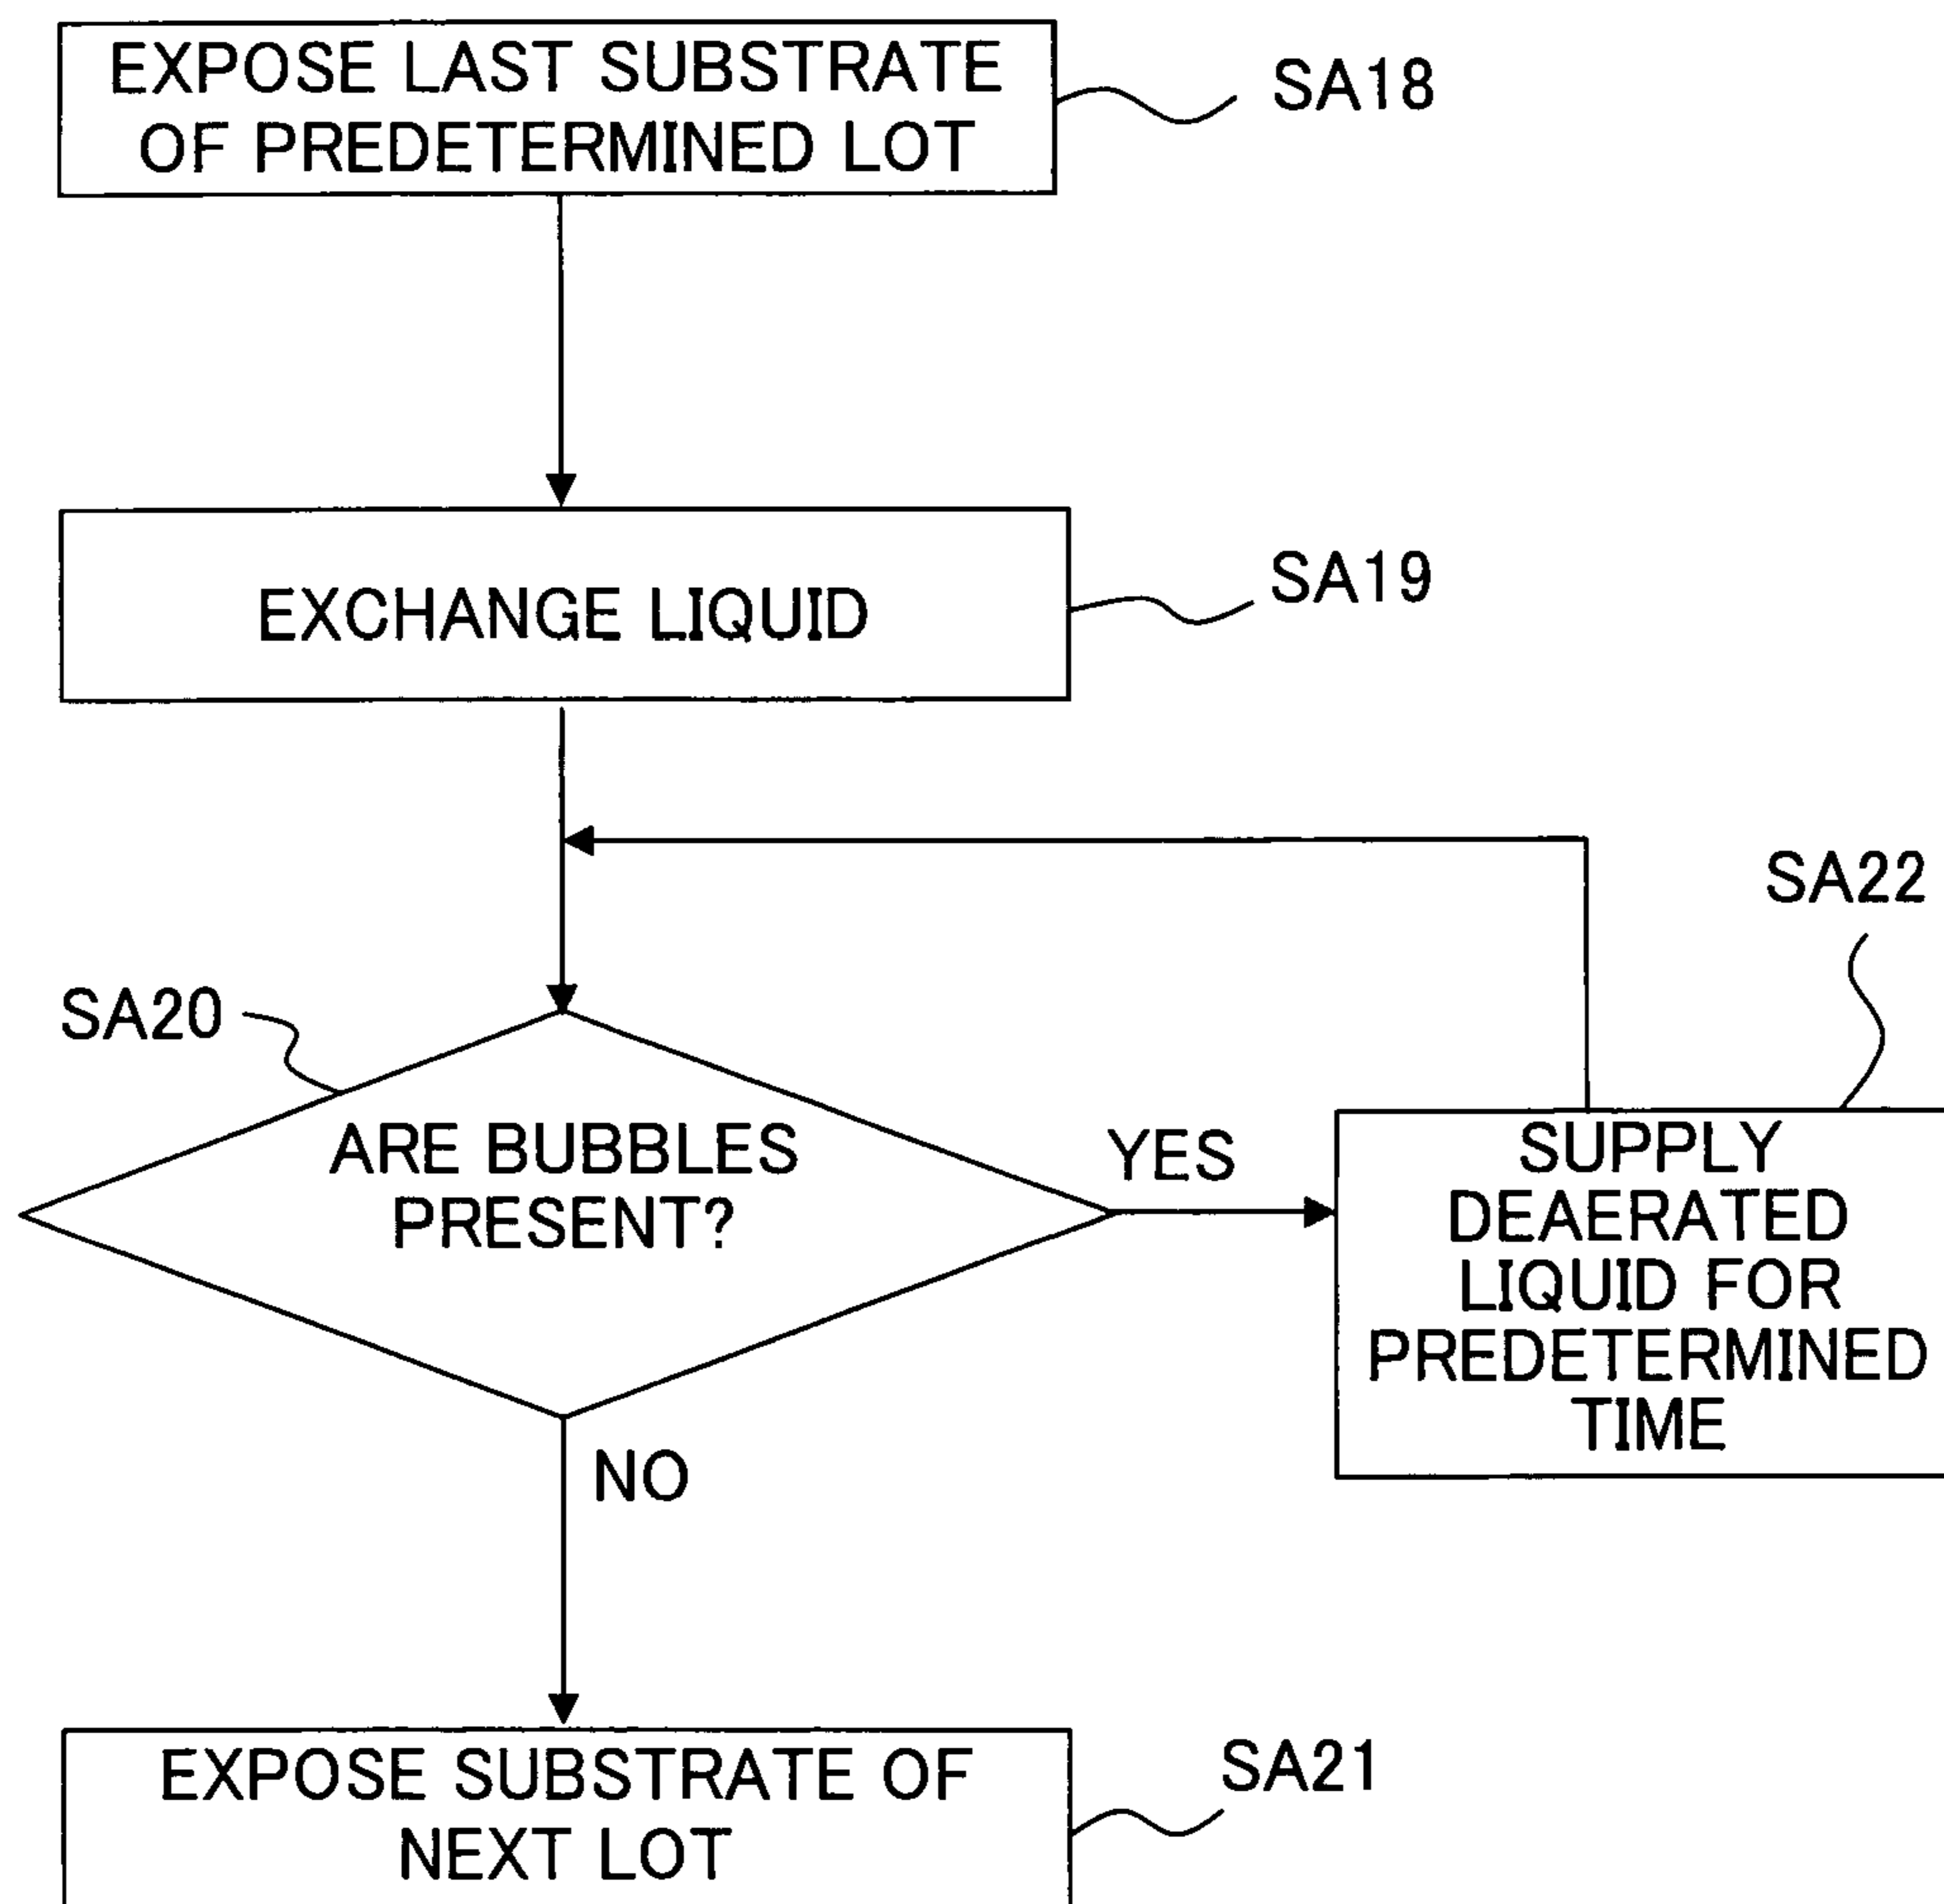 EXPOSE LAST SUBSTRATE
OF PREDETERMINED LOT
SA18
EXCHANGE LIQUID
SA19
SA22
SA20
ARE BUBBLES
PRESENT?
YES
SUPPLY
DEAERATED
LIQUID FOR
PREDETERMINED
TIME
NO
EXPOSE SUBSTRATE OF
NEXT LOT
SA21